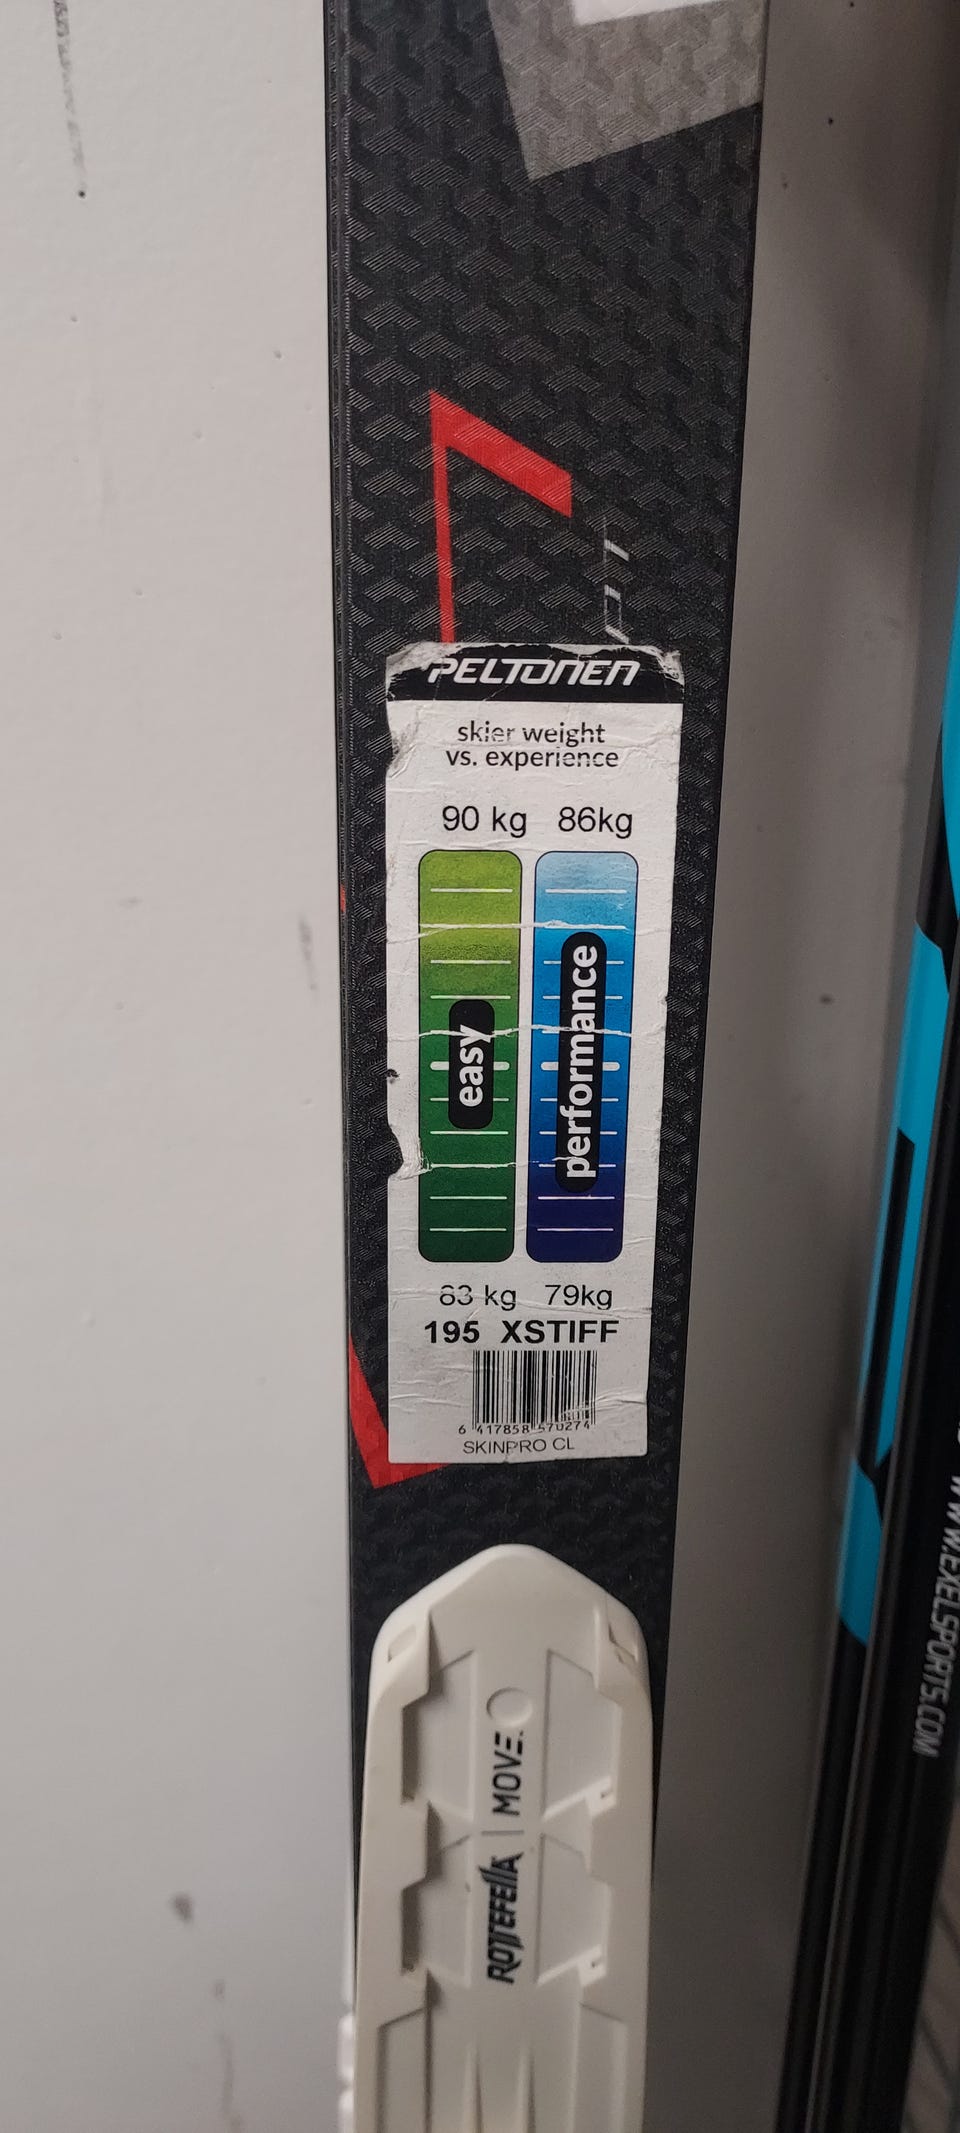 PELTONEN
skier weight
vs. experience
90 kg 86kg
easy
performance
83 kg 79kg
195 XSTIFF
6 417858 570274
SKINPRO CL
ROTTEFELLA | MOVE.
WWW.EXELSPORTS.COM